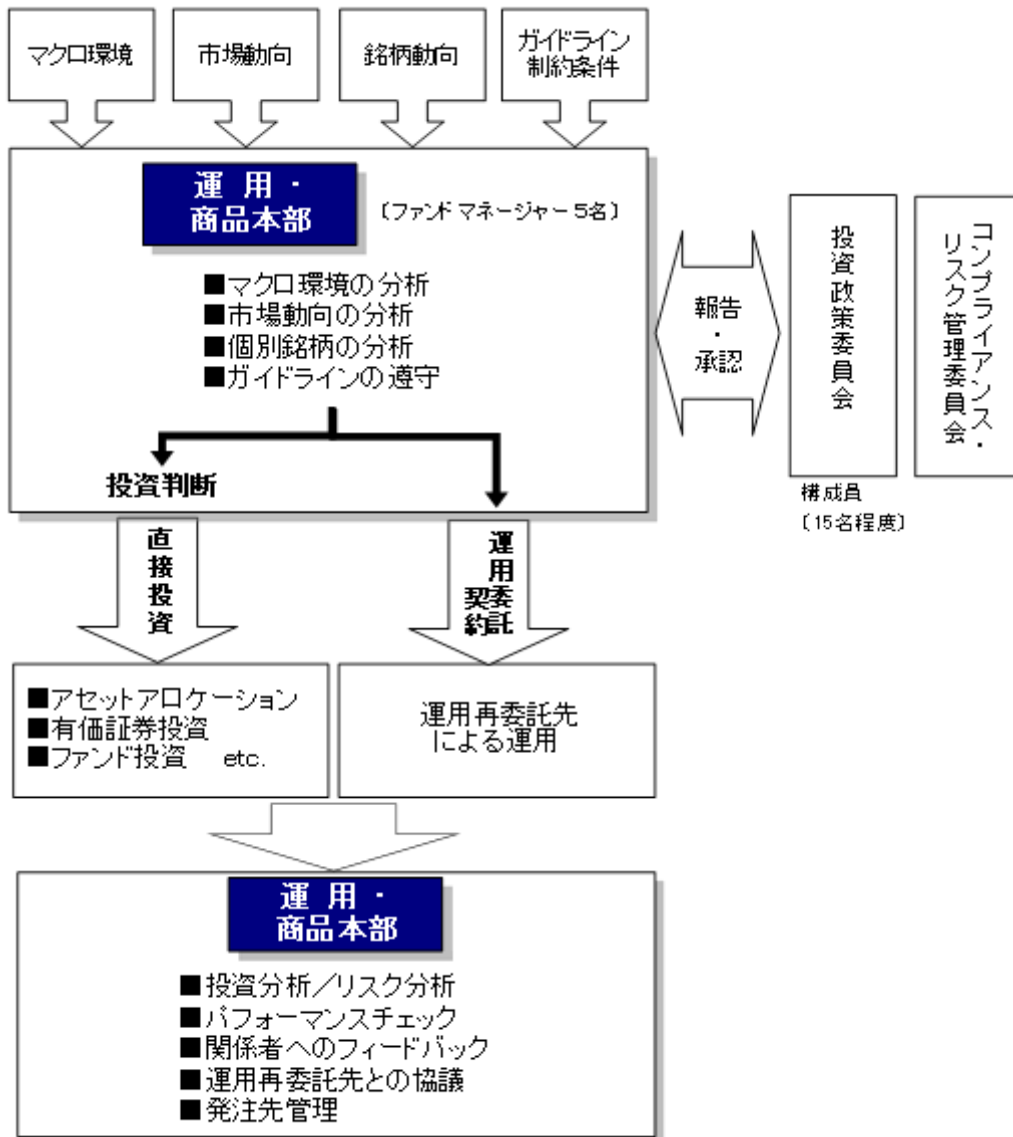 マクロ環境
市場動向
銘柄動向
ガイドライン
制約条件
運 用 ・
商品本部
〔ファンドマネージャー 5名〕
■マクロ環境の分析
■市場動向の分析
■個別銘柄の分析
■ガイドラインの遵守
投資判断
報告
・
承認
投資政策委員会
コンプライアンス・
リスク管理委員会
構成員
〔15名程度〕
直接投資
運用委託
契約
■アセットアロケーション
■有価証券投資
■ファンド投資 etc.
運用再委託先
による運用
運 用 ・
商品本部
■投資分析／リスク分析
■パフォーマンスチェック
■関係者へのフィードバック
■運用再委託先との協議
■発注先管理